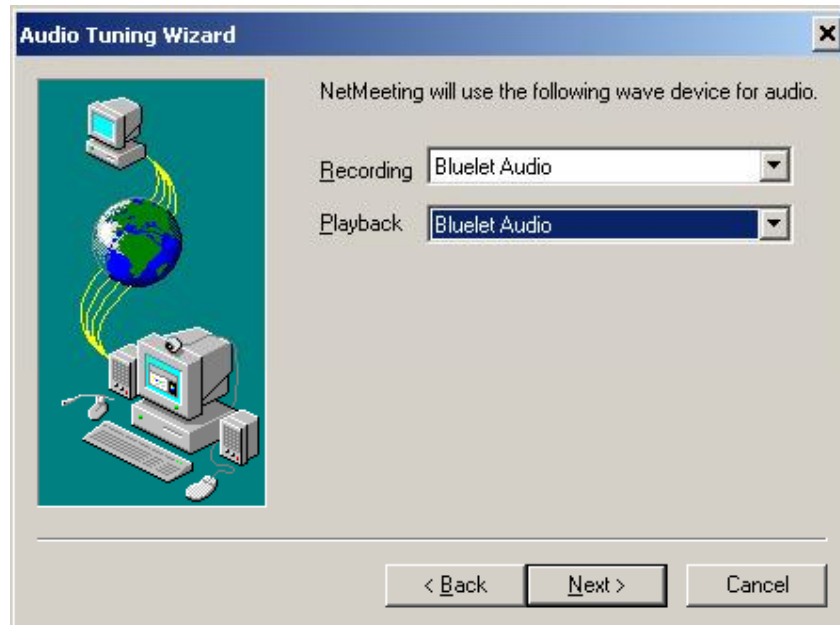 Audio Tuning Wizard
NetMeeting will use the following wave device for audio.
Recording Bluelet Audio
Playback Bluelet Audio
< Back Next > Cancel